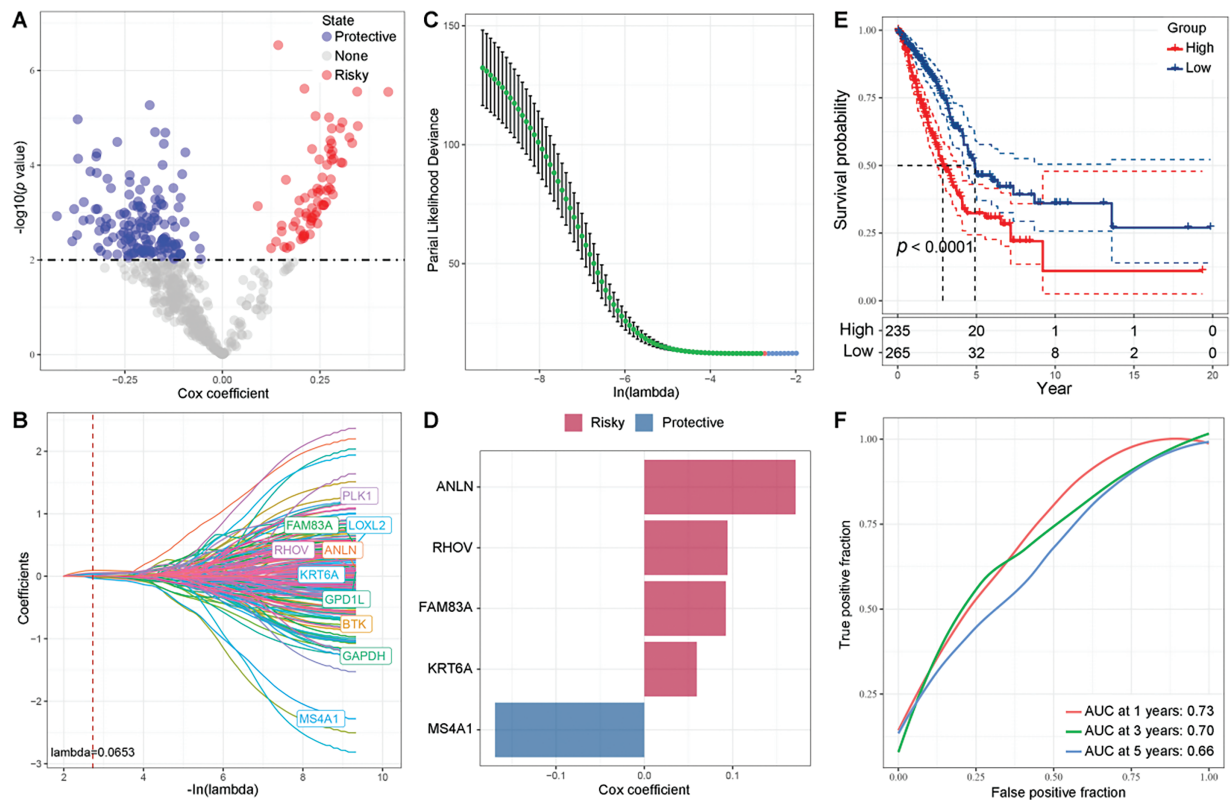 A
State
Protective
None
Risky
-log10(p value)
6
4
2
0
−0.25
0.00
0.25
Cox coefficient
C
Parial Likelihood Deviance
150
100
50
−8
−6
−4
−2
ln(lambda)
E
Group
High
Low
Survival probability
1.00
0.75
0.50
0.25
0.00
p < 0.0001
High 235 20 1 1 0
Low 265 32 8 2 0
0 5 10 15 20
Year
B
Coefficients
2
1
0
−1
−2
−3
PLK1
FAM83A
LOXL2
RHOV
ANLN
KRT6A
GPD1L
BTK
GAPDH
MS4A1
lambda=0.0653
2 4 6 8 10
-ln(lambda)
D
Risky
Protective
ANLN
RHOV
FAM83A
KRT6A
MS4A1
−0.1
0.0
0.1
Cox coefficient
F
True positive fraction
1.00
0.75
0.50
0.25
AUC at 1 years: 0.73
AUC at 3 years: 0.70
AUC at 5 years: 0.66
0.00 0.25 0.50 0.75 1.00
False positive fraction